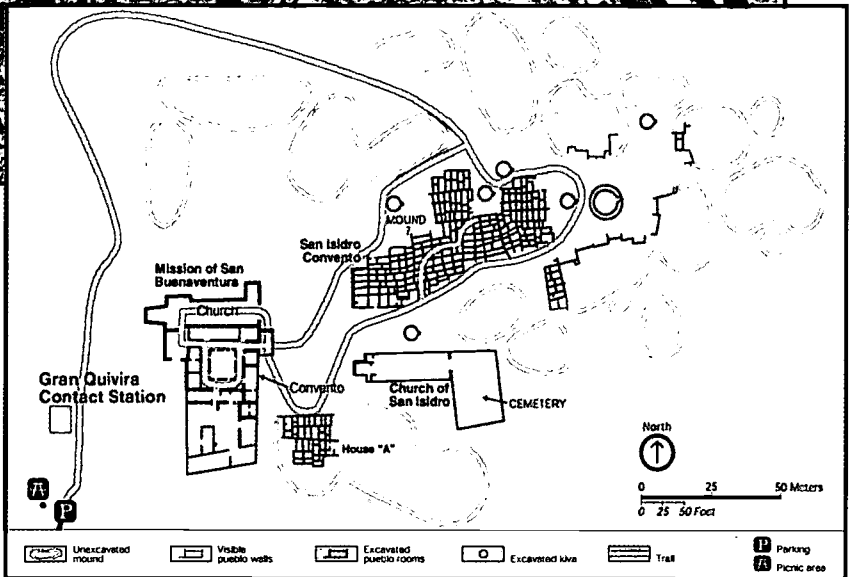 MOUND
7
San Isidro
Convento
Mission of San
Buenaventura
Church
Gran Quivira
Contact Station
Convento
Church of
San Isidro
CEMETERY
House "A"
North
0 25 50 Meters
0 25 50 Feet
Unexcavated
mound
Visible
pueblo walls
Excavated
pueblo rooms
Excavated kiva
Trail
P Parking
Picnic area
P